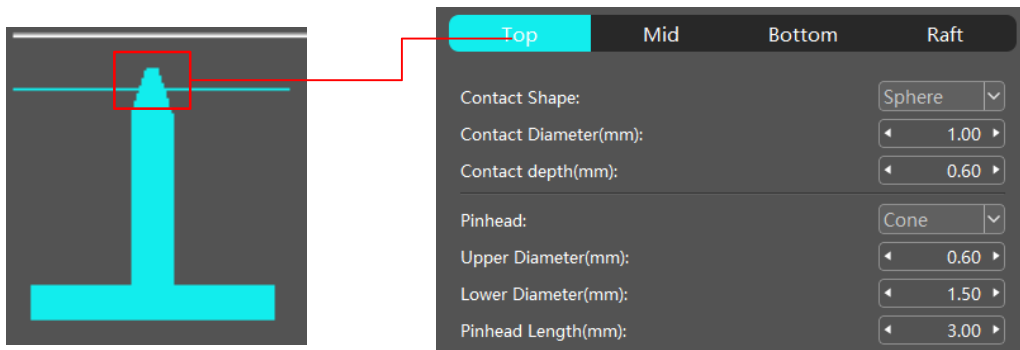 Top Mid Bottom Raft
Contact Shape: Sphere
Contact Diameter(mm): 1.00
Contact depth(mm): 0.60
Pinhead: Cone
Upper Diameter(mm): 0.60
Lower Diameter(mm): 1.50
Pinhead Length(mm): 3.00